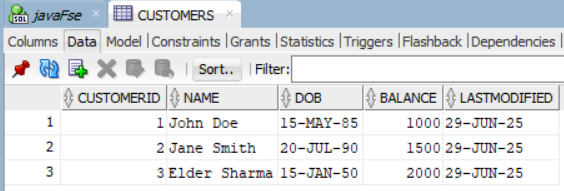 javaFse × CUSTOMERS ×
Columns Data Model Constraints Grants Statistics Triggers Flashback Dependencies
Sort.. Filter:
CUSTOMERID NAME DOB BALANCE LASTMODIFIED
1 1 John Doe 15-MAY-85 1000 29-JUN-25
2 2 Jane Smith 20-JUL-90 1500 29-JUN-25
3 3 Elder Sharma 15-JAN-50 2000 29-JUN-25